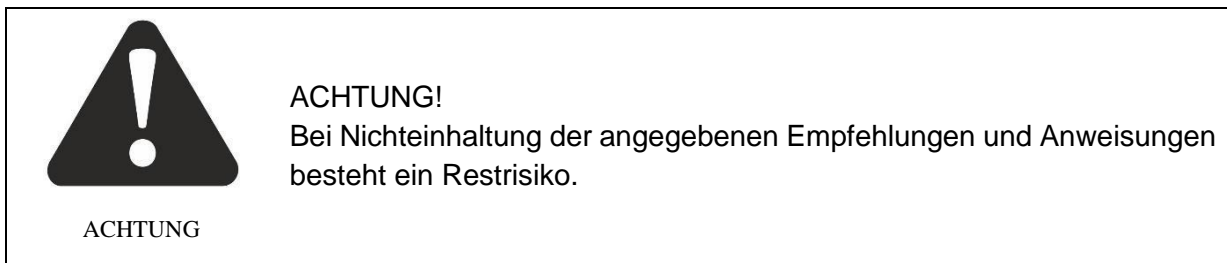 ACHTUNG!
Bei Nichteinhaltung der angegebenen Empfehlungen und Anweisungen
besteht ein Restrisiko.
ACHTUNG